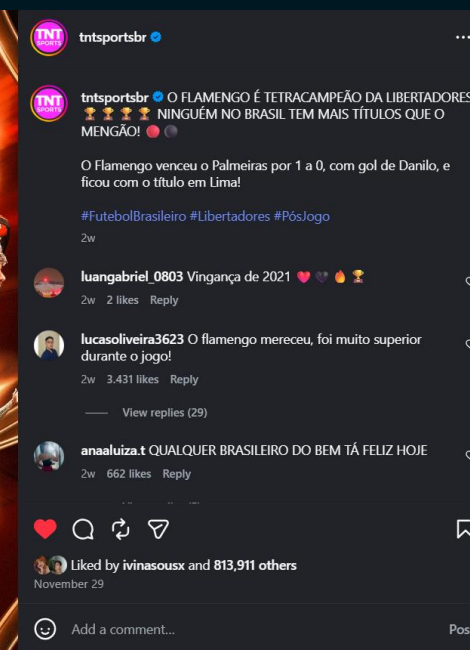 TNT
SPORTS
tntsportsbr
TNT
SPORTS
tntsportsbr O FLAMENGO É TETRACAMPEÃO DA LIBERTADORES
🏆 🏆 🏆 🏆 NINGUÉM NO BRASIL TEM MAIS TÍTULOS QUE O
MENGÃO! 🔴 ⚫
O Flamengo venceu o Palmeiras por 1 a 0, com gol de Danilo, e
ficou com o título em Lima!
#FutebolBrasileiro #Libertadores #PósJogo
2w
luangabriel_0803 Vingança de 2021 ❤️ 🖤 🔥 🏆
2w 2 likes Reply
lucasoliveira3623 O flamengo mereceu, foi muito superior
durante o jogo!
2w 3.431 likes Reply
View replies (29)
anaaluiza.t QUALQUER BRASILEIRO DO BEM TÁ FELIZ HOJE
2w 662 likes Reply
Liked by ivinasousx and 813,911 others
November 29
Add a comment...
Pos